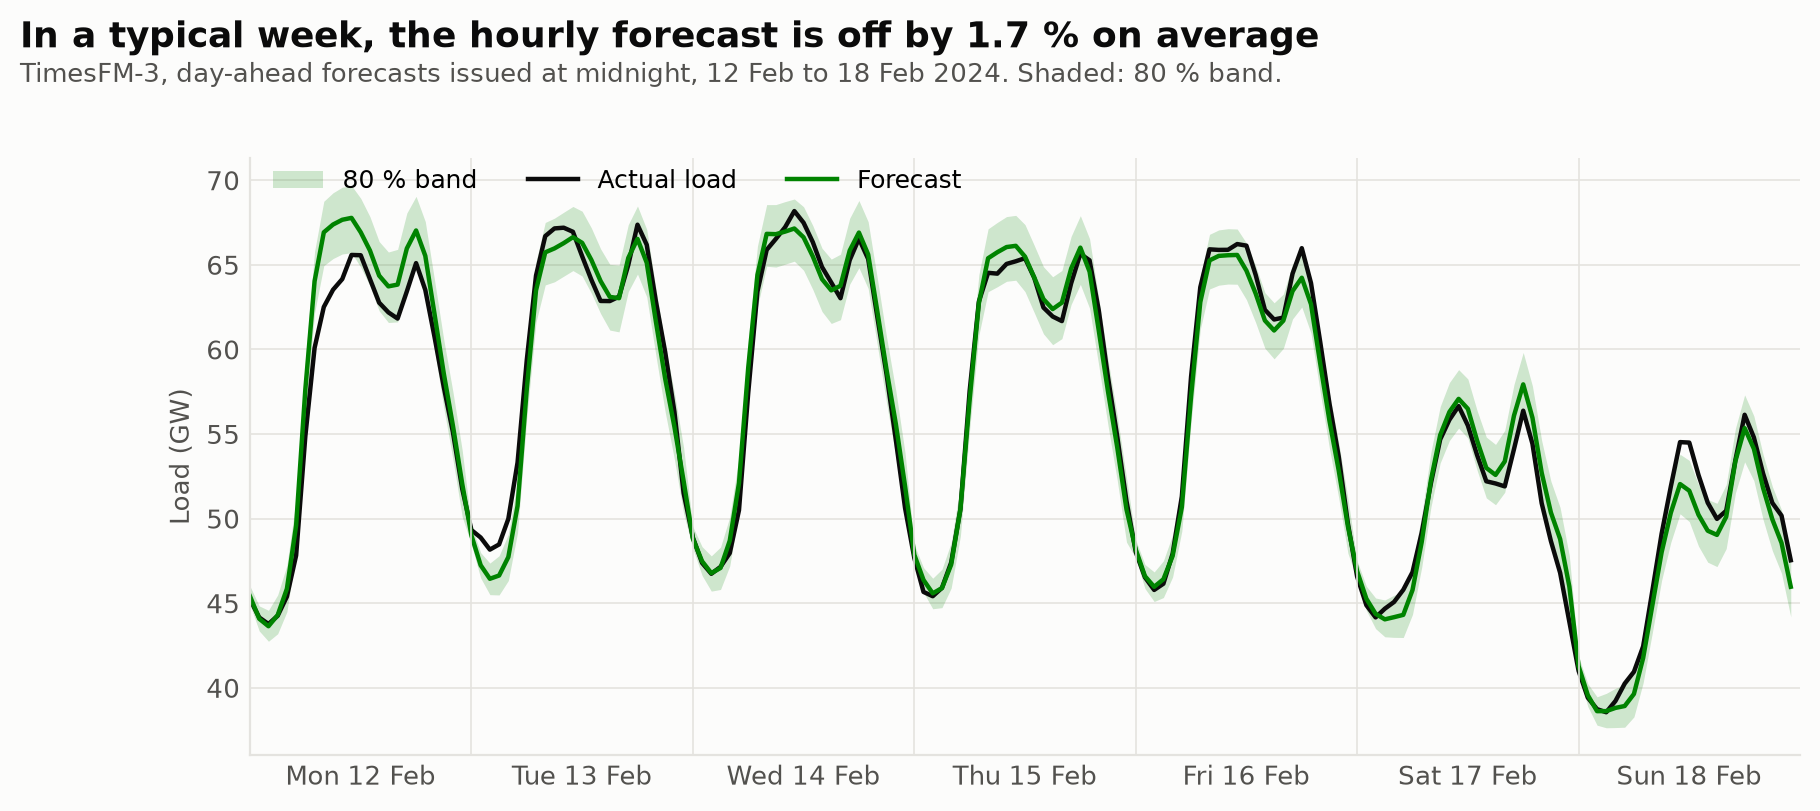 In a typical week, the hourly forecast is off by 1.7 % on average
TimesFM-3, day-ahead forecasts issued at midnight, 12 Feb to 18 Feb 2024. Shaded: 80 % band.
80 % band
Actual load
Forecast
Load (GW)
70
65
60
55
50
45
40
Mon 12 Feb
Tue 13 Feb
Wed 14 Feb
Thu 15 Feb
Fri 16 Feb
Sat 17 Feb
Sun 18 Feb